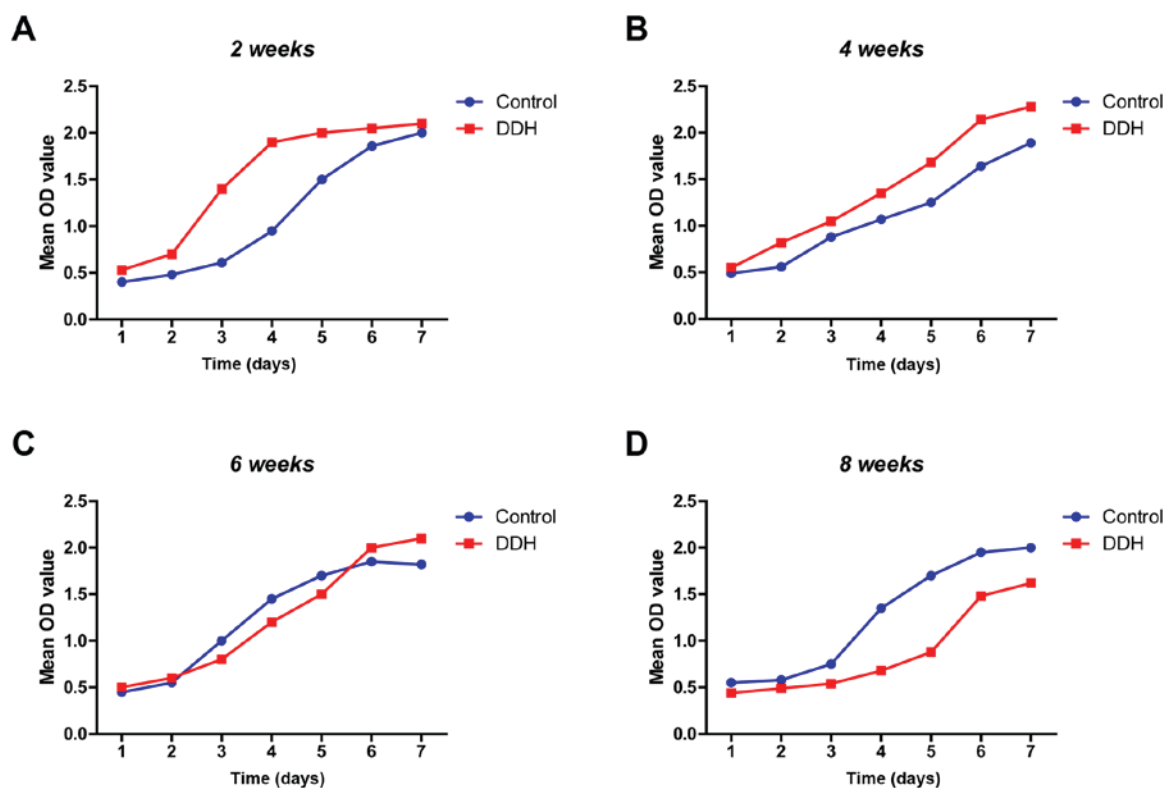 A
2 weeks
Mean OD value
2.5
2.0
1.5
1.0
0.5
0.0
1 2 3 4 5 6 7
Time (days)
Control
DDH
B
4 weeks
Mean OD value
2.5
2.0
1.5
1.0
0.5
0.0
1 2 3 4 5 6 7
Time (days)
Control
DDH
C
6 weeks
Mean OD value
2.5
2.0
1.5
1.0
0.5
0.0
1 2 3 4 5 6 7
Time (days)
Control
DDH
D
8 weeks
Mean OD value
2.5
2.0
1.5
1.0
0.5
0.0
1 2 3 4 5 6 7
Time (days)
Control
DDH